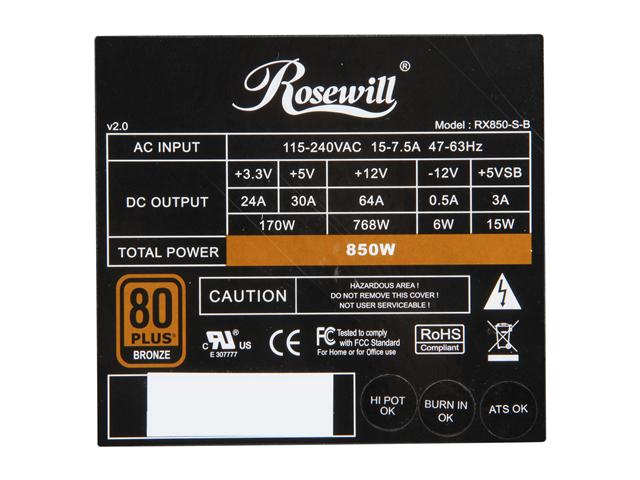 Rosewill®
v2.0 Model : RX850-S-B
AC INPUT 115-240VAC 15-7.5A 47-63Hz
DC OUTPUT +3.3V +5V +12V -12V +5VSB
24A 30A 64A 0.5A 3A
170W 768W 6W 15W
TOTAL POWER 850W
80
PLUS®
BRONZE
CAUTION
HAZARDOUS AREA !
DO NOT REMOVE THIS COVER !
NOT USER SERVICEABLE !
c RU US
E 307777
CE
FC Tested to comply
with FCC Standard
For Home or for Office use
RoHS
Compliant
HI POT
OK
BURN IN
OK
ATS OK